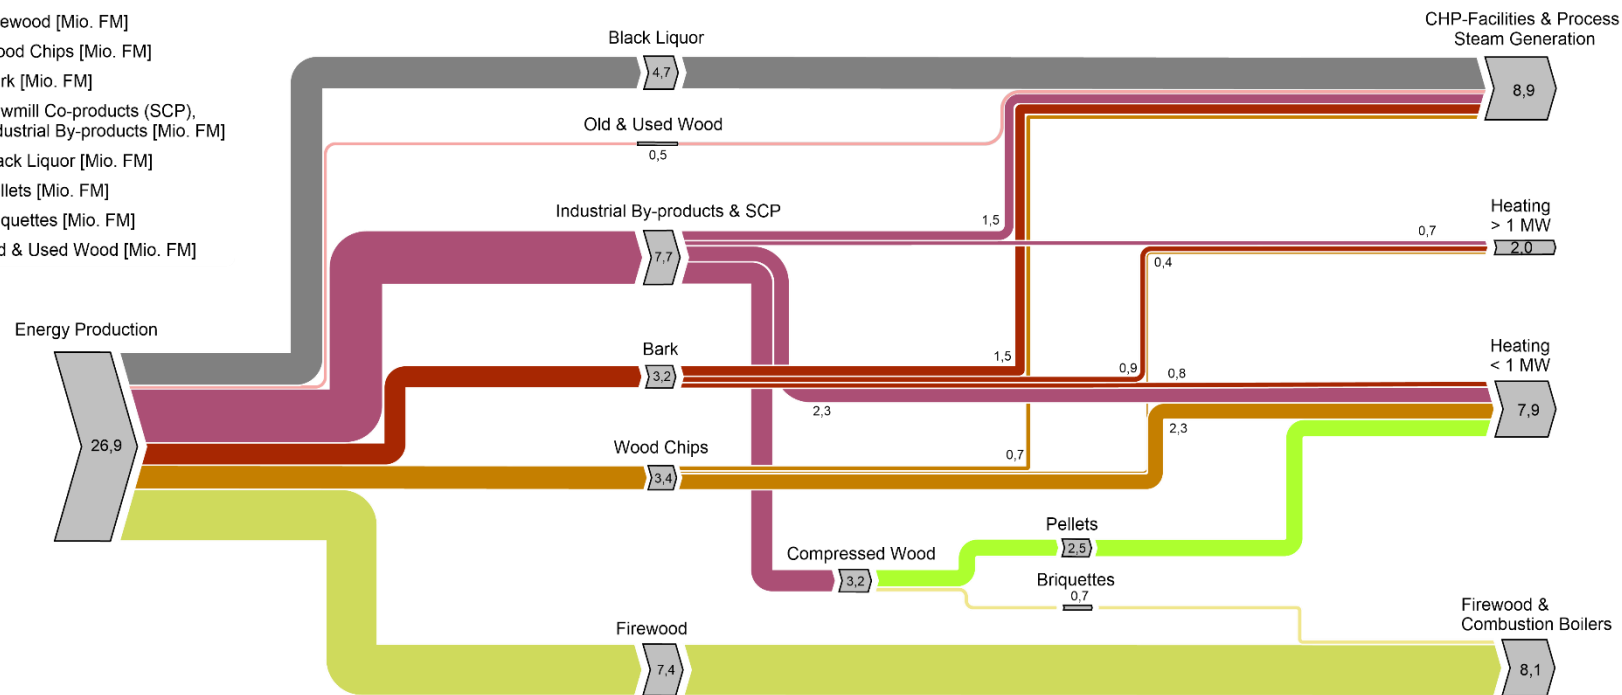 ewood [Mio. FM]
ood Chips [Mio. FM]
rk [Mio. FM]
wmill Co-products (SCP),
dustrial By-products [Mio. FM]
ack Liquor [Mio. FM]
llets [Mio. FM]
iquettes [Mio. FM]
d & Used Wood [Mio. FM]
Energy Production
26,9
Black Liquor
4,7
Old & Used Wood
0,5
Industrial By-products & SCP
7,7
1,5
0,7
0,4
Bark
3,2
1,5
0,9
0,8
2,3
Wood Chips
3,4
0,7
2,3
Compressed Wood
3,2
Pellets
2,5
Briquettes
0,7
Firewood
7,4
CHP-Facilities & Process
Steam Generation
8,9
Heating
> 1 MW
2,0
Heating
< 1 MW
7,9
Firewood &
Combustion Boilers
8,1